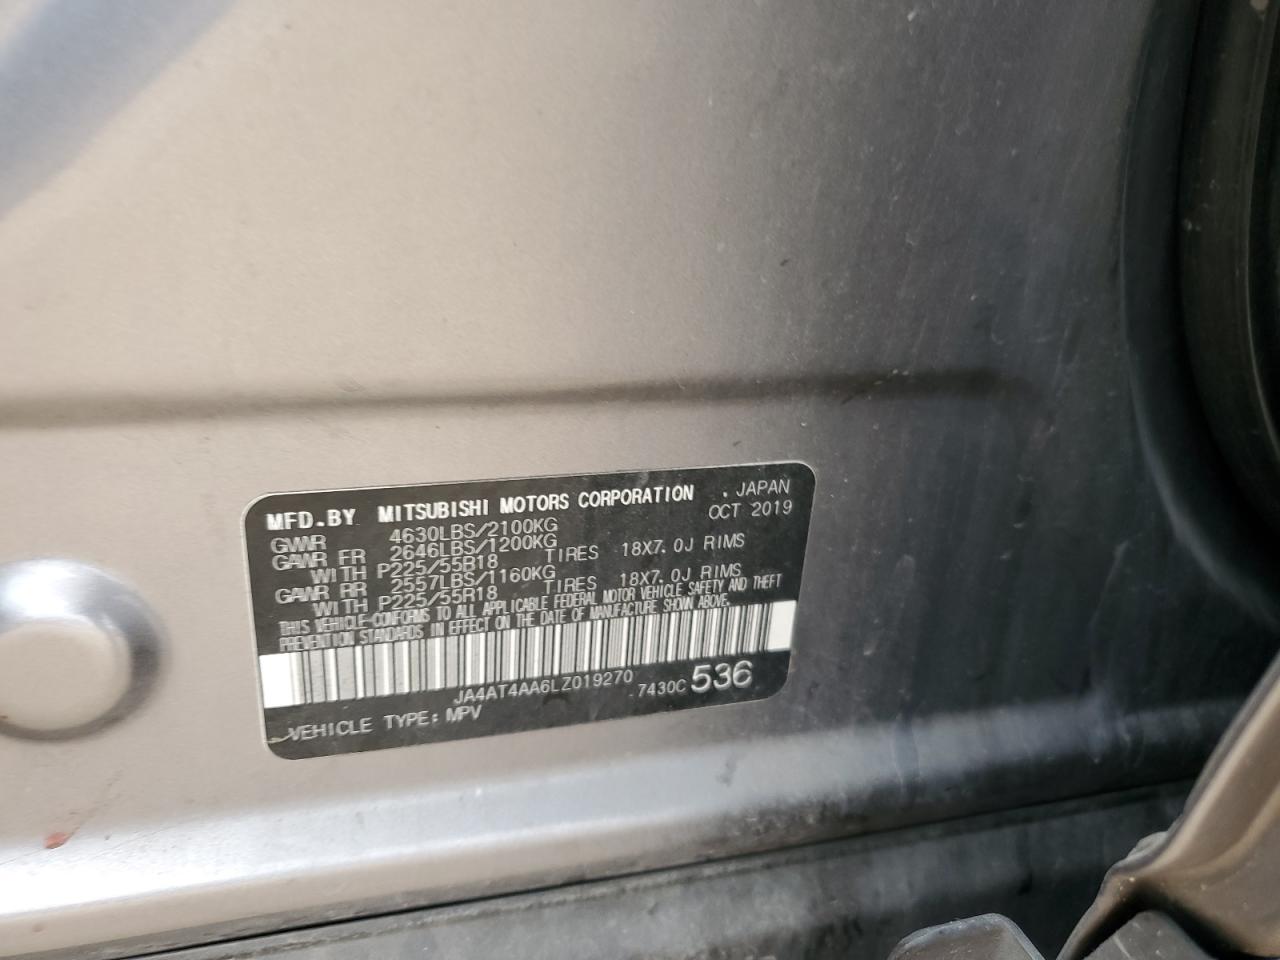 MFD.BY MITSUBISHI MOTORS CORPORATION . JAPAN
OCT 2019
GVWR 4630LBS/2100KG
GAWR FR 2646LBS/1200KG
WITH P225/55R18 TIRES 18X7.0J RIMS
GAWR RR 2557LBS/1160KG
WITH P225/55R18 TIRES 18X7.0J RIMS
THIS VEHICLE CONFORMS TO ALL APPLICABLE FEDERAL MOTOR VEHICLE SAFETY AND THEFT
PREVENTION STANDARDS IN EFFECT ON THE DATE OF MANUFACTURE SHOWN ABOVE.
JA4AT4AA6LZ019270 7430C 536
VEHICLE TYPE: MPV